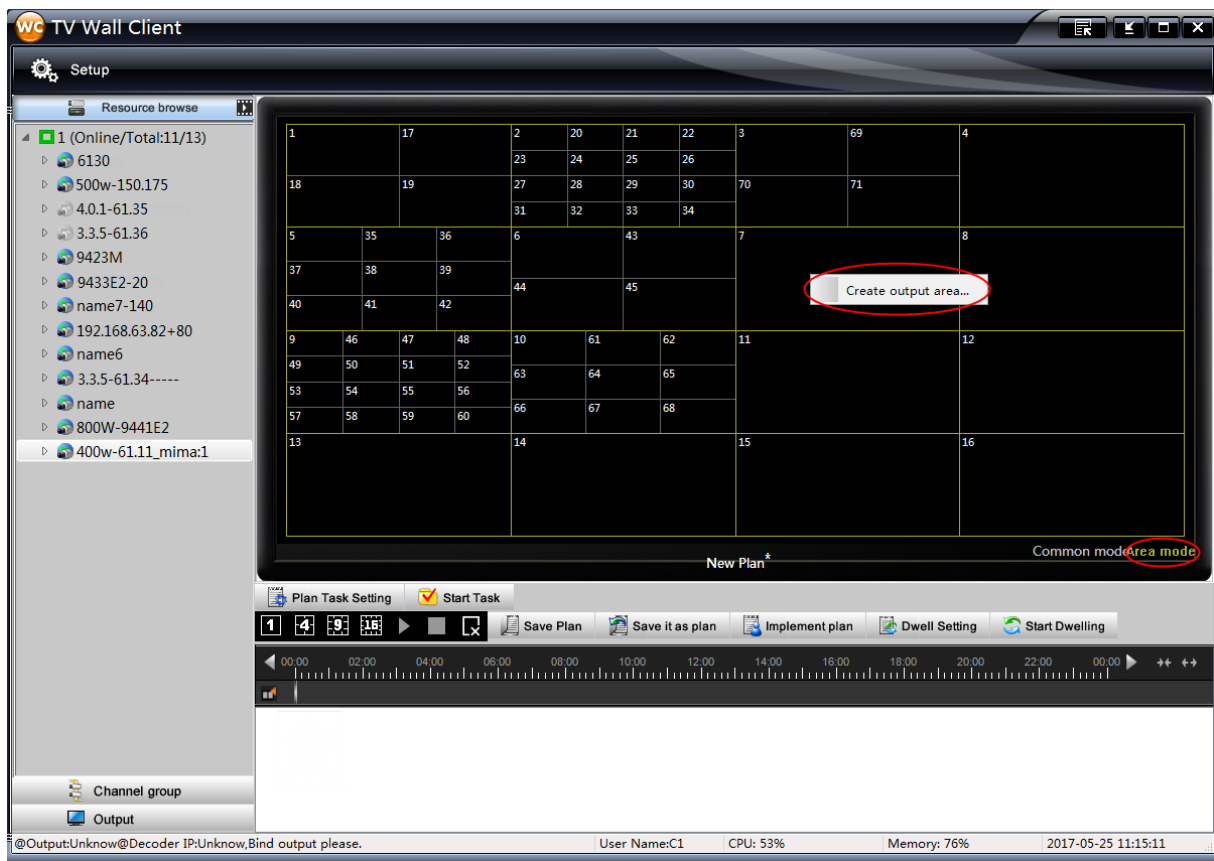 WC TV Wall Client
Setup
Resource browse
1 (Online/Total:11/13)
6130
500w-150.175
4.0.1-61.35
3.3.5-61.36
9423M
9433E2-20
name7-140
192.168.63.82+80
name6
3.3.5-61.34-----
name
800W-9441E2
400w-61.11_mima:1
Channel group
Output
1 17 2 20 21 22 3 69 4
23 24 25 26
18 19 27 28 29 30 70 71
31 32 33 34
5 35 36 6 43 7 8
37 38 39
44 45
Create output area...
40 41 42
9 46 47 48 10 61 62 11 12
49 50 51 52
63 64 65
53 54 55 56
57 58 59 60 66 67 68
13 14 15 16
Common mode Area mode
New Plan*
Plan Task Setting Start Task
1 4 9 16 Save Plan Save it as plan Implement plan Dwell Setting Start Dwelling
00:00 02:00 04:00 06:00 08:00 10:00 12:00 14:00 16:00 18:00 20:00 22:00 00:00
@Output:Unknow@Decoder IP:Unknow,Bind output please. User Name:C1 CPU: 53% Memory: 76% 2017-05-25 11:15:11